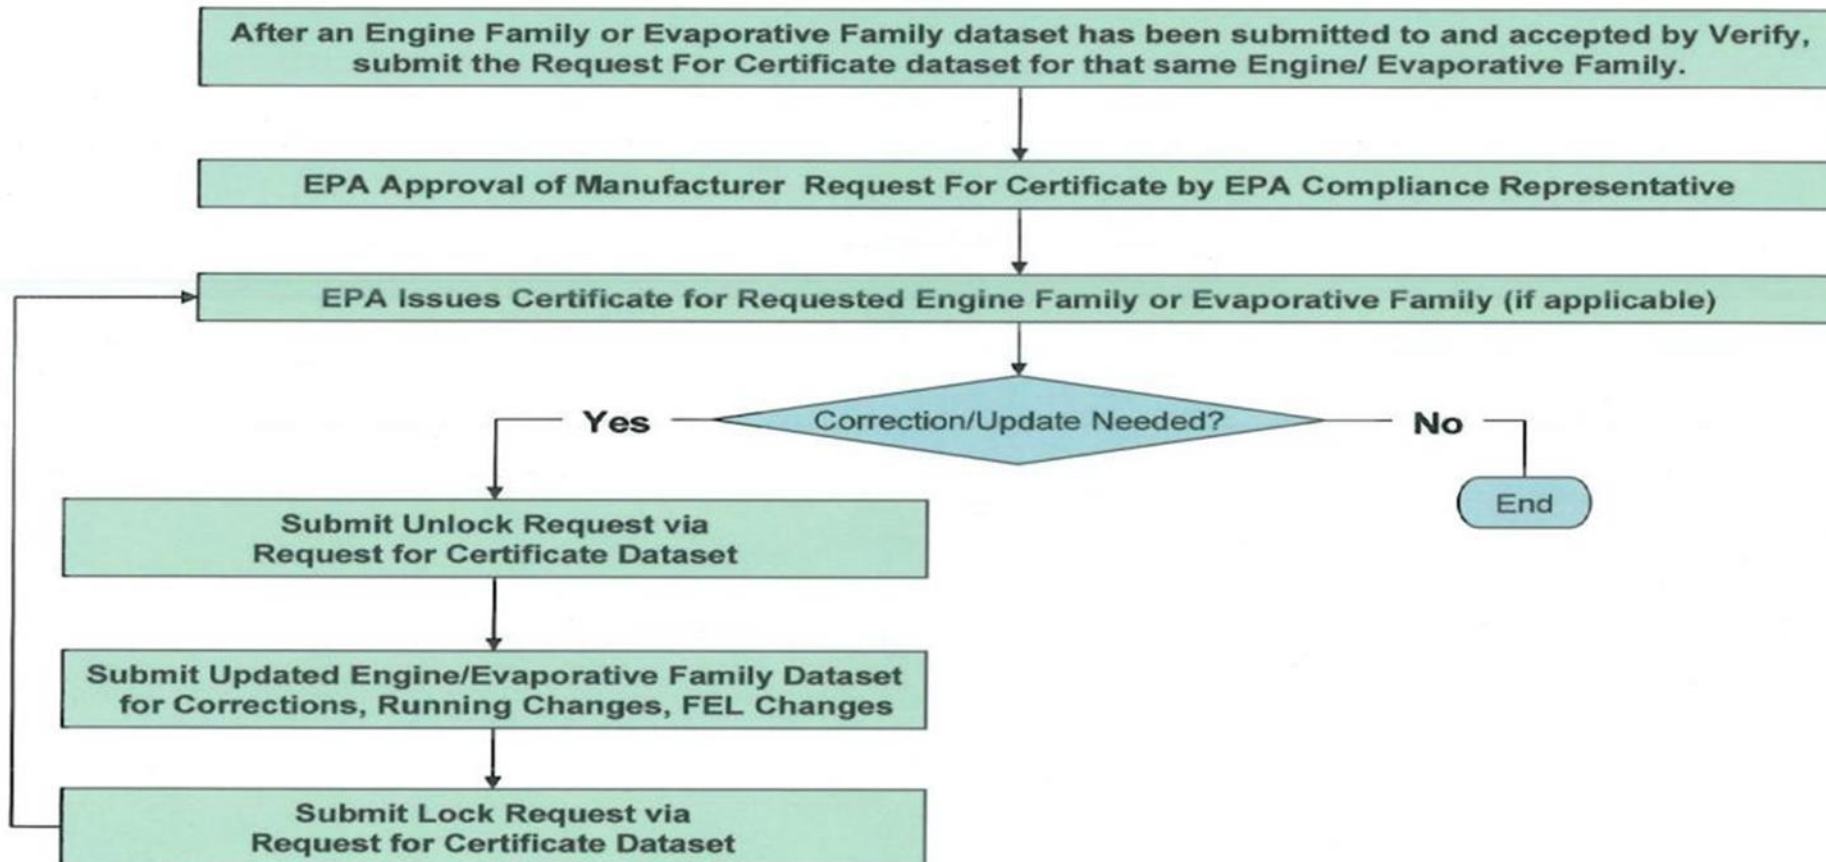 After an Engine Family or Evaporative Family dataset has been submitted to and accepted by Verify,
submit the Request For Certificate dataset for that same Engine/ Evaporative Family.
EPA Approval of Manufacturer Request For Certificate by EPA Compliance Representative
EPA Issues Certificate for Requested Engine Family or Evaporative Family (if applicable)
Yes
Correction/Update Needed?
No
End
Submit Unlock Request via
Request for Certificate Dataset
Submit Updated Engine/Evaporative Family Dataset
for Corrections, Running Changes, FEL Changes
Submit Lock Request via
Request for Certificate Dataset